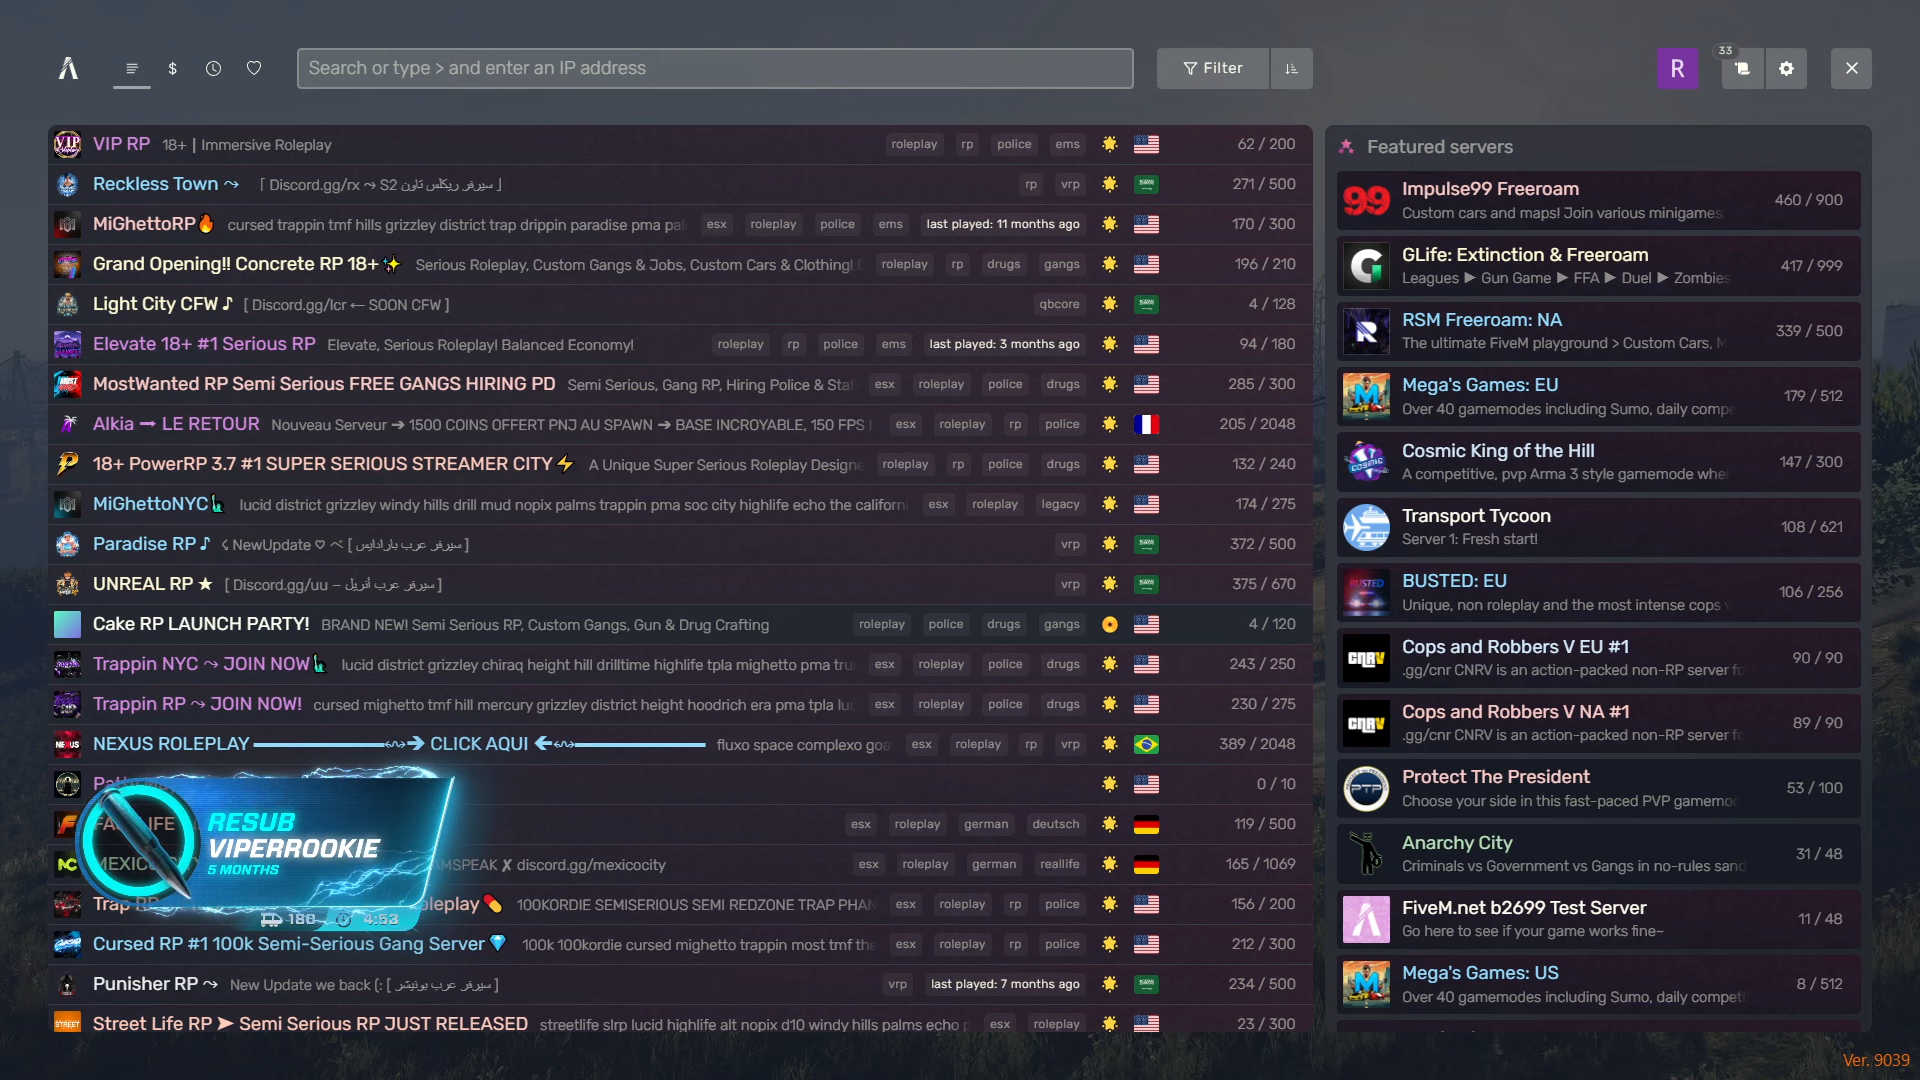 Search or type > and enter an IP address
Filter
R
33
VIP RP 18+ | Immersive Roleplay roleplay rp police ems 62 / 200
Reckless Town ⤳ [ Discord.gg/rx ⤳ S2 سيرفر ريكلس تاون ] rp vrp 271 / 500
MiGhettoRP🔥 cursed trappin tmf hills grizzley district trap drippin paradise pma pal esx roleplay police ems last played: 11 months ago 170 / 300
Grand Opening!! Concrete RP 18+✨ Serious Roleplay, Custom Gangs & Jobs, Custom Cars & Clothing! roleplay rp drugs gangs 196 / 210
Light City CFW ♪ [ Discord.gg/lcr ← SOON CFW ] qbcore 4 / 128
Elevate 18+ #1 Serious RP Elevate, Serious Roleplay! Balanced Economy! roleplay rp police ems last played: 3 months ago 94 / 180
MostWanted RP Semi Serious FREE GANGS HIRING PD Semi Serious, Gang RP, Hiring Police & Staf esx roleplay police drugs 285 / 300
Alkia ➞ LE RETOUR Nouveau Serveur ➔ 1500 COINS OFFERT PNJ AU SPAWN ➔ BASE INCROYABLE, 150 FPS ! esx roleplay rp police 205 / 2048
18+ PowerRP 3.7 #1 SUPER SERIOUS STREAMER CITY⚡ A Unique Super Serious Roleplay Designe roleplay rp police drugs 132 / 240
MiGhettoNYC🗽 lucid district grizzley windy hills drill mud nopix palms trappin pma soc city highlife echo the californi esx roleplay legacy 174 / 275
Paradise RP ♪ NewUpdate ♡ [ سيرفر عرب بارادايس ] vrp 372 / 500
UNREAL RP ★ [ Discord.gg/uu – سيرفر عرب أنريل ] vrp 375 / 670
Cake RP LAUNCH PARTY! BRAND NEW! Semi Serious RP, Custom Gangs, Gun & Drug Crafting roleplay police drugs gangs 4 / 120
Trappin NYC ⤳ JOIN NOW🗽 lucid district grizzley chiraq height hill drilltime highlife tpla mighetto pma tru esx roleplay police drugs 243 / 250
Trappin RP ⤳ JOIN NOW! cursed mighetto tmf hill mercury grizzley district height hoodrich era pma tpla luc esx roleplay police drugs 230 / 275
NEXUS ROLEPLAY CLICK AQUI fluxo space complexo goa esx roleplay rp vrp 389 / 2048
0 / 10
LIFE esx roleplay german deutsch 119 / 500
MEXICO AMSPEAK ✘ discord.gg/mexicocity esx roleplay german reallife 165 / 1069
Trap oleplay💊 100KORDIE SEMISERIOUS SEMI REDZONE TRAP PHAN esx roleplay rp police 156 / 200
Cursed RP #1 100k Semi-Serious Gang Server💎 100k 100kordie cursed mighetto trappin most tmf the esx roleplay rp police 212 / 300
Punisher RP ⤳ New Update we back (: [ سيرفر عرب بونيشر ] vrp last played: 7 months ago 234 / 500
Street Life RP ➤ Semi Serious RP JUST RELEASED streetlife slrp lucid highlife alt nopix d10 windy hills palms echo p esx roleplay 23 / 300
RESUB
VIPERROOKIE
5 MONTHS
180 4:53
Featured servers
Impulse99 Freeroam 460 / 900
Custom cars and maps! Join various minigames
GLife: Extinction & Freeroam 417 / 999
Leagues ► Gun Game ► FFA ► Duel ► Zombies
RSM Freeroam: NA 339 / 500
The ultimate FiveM playground > Custom Cars, M
Mega's Games: EU 179 / 512
Over 40 gamemodes including Sumo, daily compe
Cosmic King of the Hill 147 / 300
A competitive, pvp Arma 3 style gamemode whe
Transport Tycoon 108 / 621
Server 1: Fresh start!
BUSTED: EU 106 / 256
Unique, non roleplay and the most intense cops v
Cops and Robbers V EU #1 90 / 90
.gg/cnr CNRV is an action-packed non-RP server fo
Cops and Robbers V NA #1 89 / 90
.gg/cnr CNRV is an action-packed non-RP server fo
Protect The President 53 / 100
Choose your side in this fast-paced PVP gamemod
Anarchy City 31 / 48
Criminals vs Government vs Gangs in no-rules sand
FiveM.net b2699 Test Server 11 / 48
Go here to see if your game works fine~
Mega's Games: US 8 / 512
Over 40 gamemodes including Sumo, daily competi
Ver. 9039